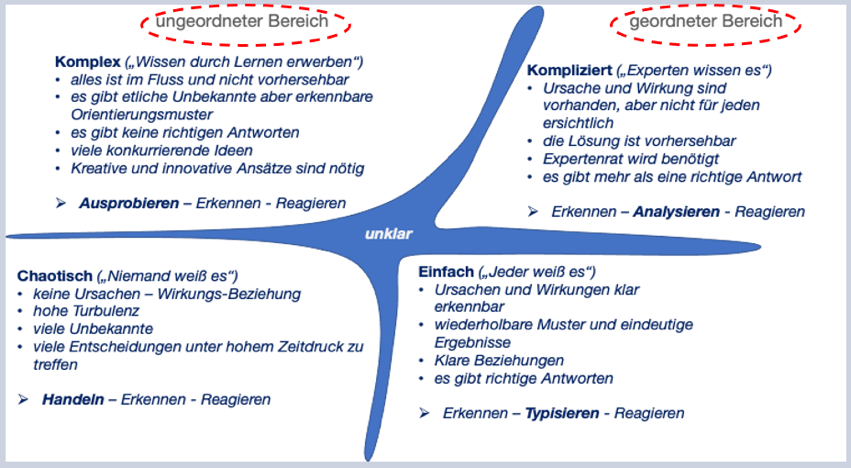 ungeordneter Bereich
geordneter Bereich
Komplex („Wissen durch Lernen erwerben“)
• alles ist im Fluss und nicht vorhersehbar
• es gibt etliche Unbekannte aber erkennbare
Orientierungsmuster
• es gibt keine richtigen Antworten
• viele konkurrierende Ideen
• Kreative und innovative Ansätze sind nötig
➢ Ausprobieren – Erkennen - Reagieren
Kompliziert („Experten wissen es“)
• Ursache und Wirkung sind
vorhanden, aber nicht für jeden
ersichtlich
• die Lösung ist vorhersehbar
• Expertenrat wird benötigt
• es gibt mehr als eine richtige Antwort
➢ Erkennen – Analysieren - Reagieren
unklar
Chaotisch („Niemand weiß es“)
• keine Ursachen – Wirkungs-Beziehung
• hohe Turbulenz
• viele Unbekannte
• viele Entscheidungen unter hohem Zeitdruck zu
treffen
➢ Handeln – Erkennen - Reagieren
Einfach („Jeder weiß es“)
• Ursachen und Wirkungen klar
erkennbar
• wiederholbare Muster und eindeutige
Ergebnisse
• Klare Beziehungen
• es gibt richtige Antworten
➢ Erkennen – Typisieren - Reagieren